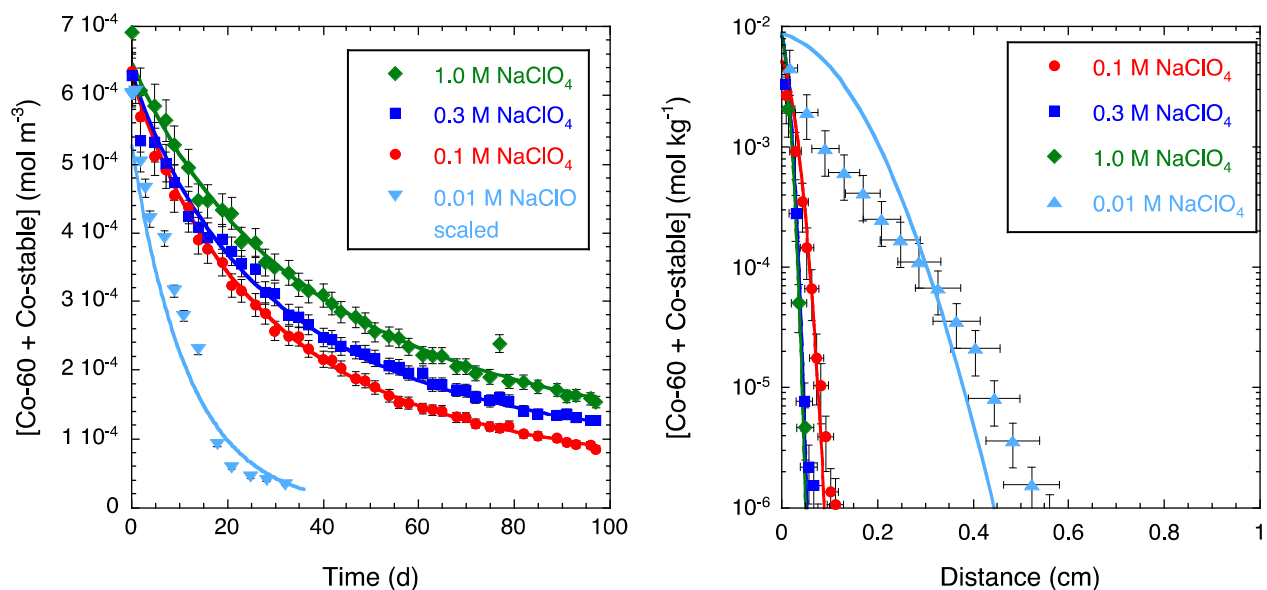 [Co-60 + Co-stable] (mol m⁻³)
7 10⁻⁴
6 10⁻⁴
5 10⁻⁴
4 10⁻⁴
3 10⁻⁴
2 10⁻⁴
1 10⁻⁴
0
0 20 40 60 80 100
Time (d)
1.0 M NaClO₄
0.3 M NaClO₄
0.1 M NaClO₄
0.01 M NaClO
scaled
[Co-60 + Co-stable] (mol kg⁻¹)
10⁻²
10⁻³
10⁻⁴
10⁻⁵
10⁻⁶
0 0.2 0.4 0.6 0.8 1
Distance (cm)
0.1 M NaClO₄
0.3 M NaClO₄
1.0 M NaClO₄
0.01 M NaClO₄